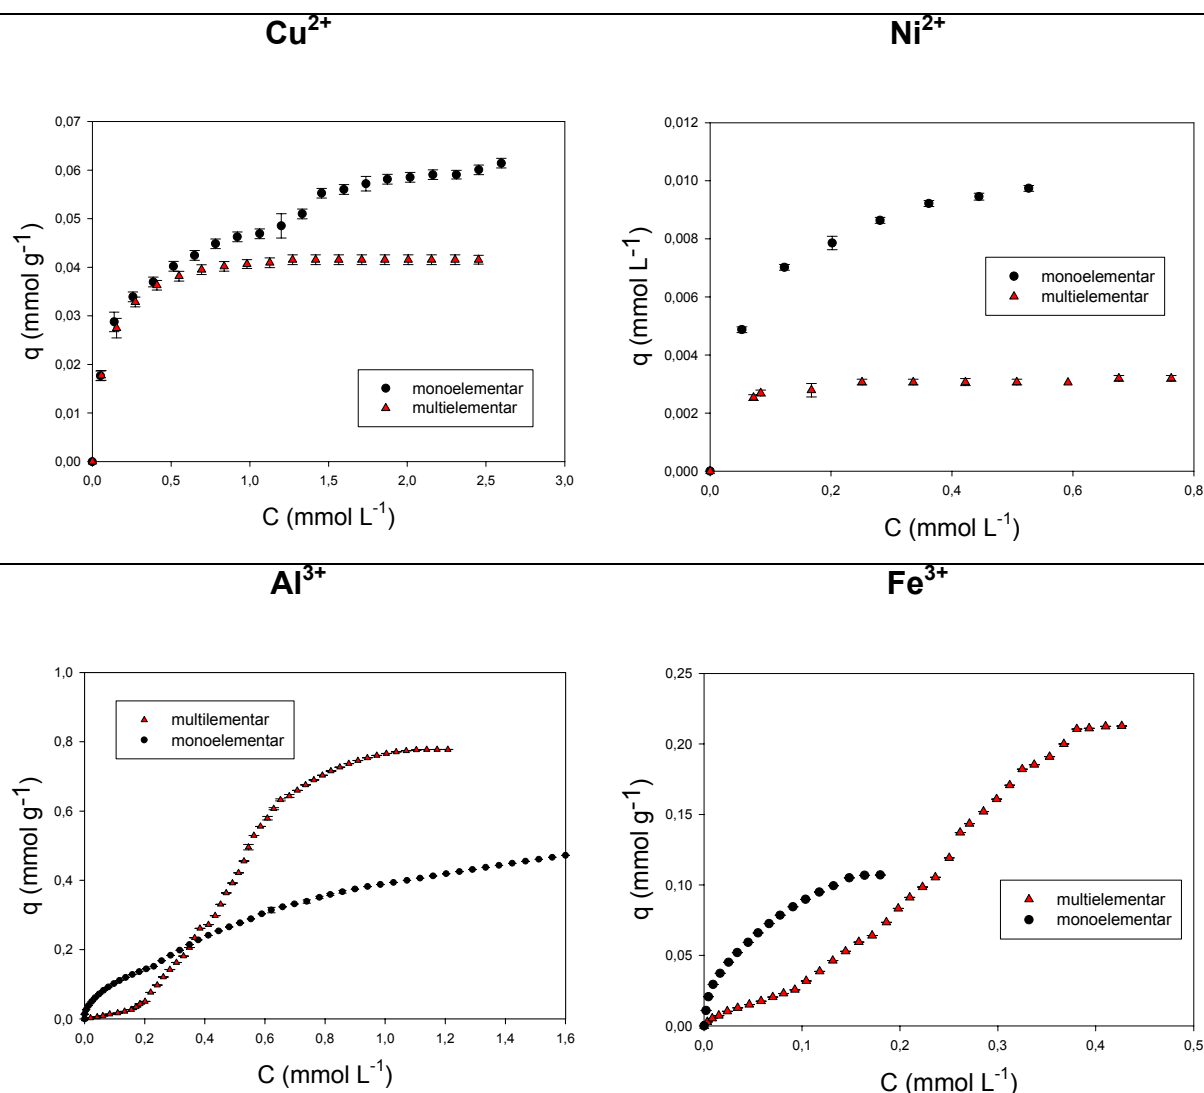 Cu²⁺
Ni²⁺
q (mmol g⁻¹)
0,07
0,06
0,05
0,04
0,03
0,02
0,01
0,00
monoelementar
multielementar
0,0 0,5 1,0 1,5 2,0 2,5 3,0
C (mmol L⁻¹)
q (mmol L⁻¹)
0,012
0,010
0,008
0,006
0,004
0,002
0,000
monoelementar
multielementar
0,0 0,2 0,4 0,6 0,8
C (mmol L⁻¹)
Al³⁺
Fe³⁺
q (mmol g⁻¹)
1,0
0,8
0,6
0,4
0,2
0,0
multilementar
monoelementar
0,0 0,2 0,4 0,6 0,8 1,0 1,2 1,4 1,6
C (mmol L⁻¹)
q (mmol g⁻¹)
0,25
0,20
0,15
0,10
0,05
0,00
multielementar
monoelementar
0,0 0,1 0,2 0,3 0,4 0,5
C (mmol L⁻¹)